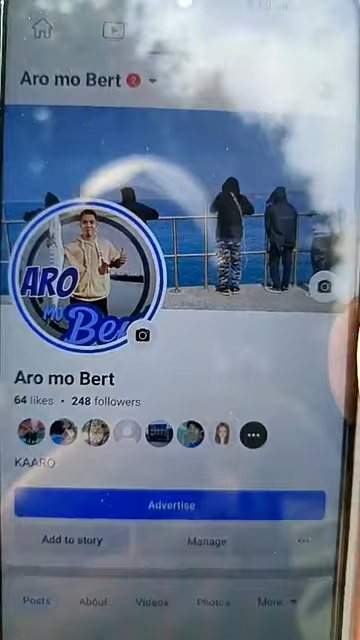 Aro mo Bert 2
ARO
mo
Bert
Aro mo Bert
64 likes • 248 followers
KAARO
Advertise
Add to story
Manage
Posts
About
Videos
Photos
More